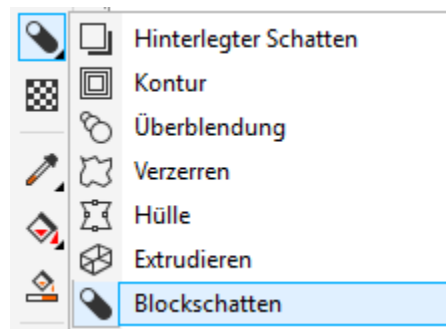 Hinterlegter Schatten
Kontur
Überblendung
Verzerren
Hülle
Extrudieren
Blockschatten